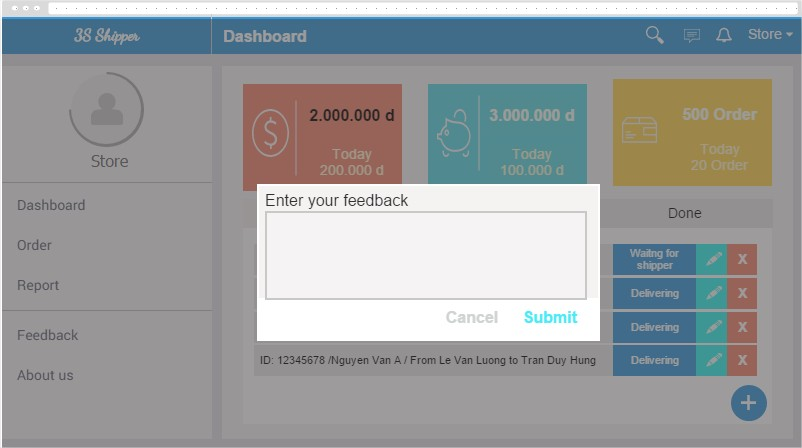 3S Shipper
Dashboard
Store
Store
Dashboard
Order
Report
Feedback
About us
2.000.000 đ
Today
200.000 đ
3.000.000 đ
Today
100.000 đ
500 Order
Today
20 Order
Done
Enter your feedback
Cancel
Submit
Waitng for
shipper
X
Delivering
X
Delivering
X
ID: 12345678 /Nguyen Van A / From Le Van Luong to Tran Duy Hung
Delivering
X